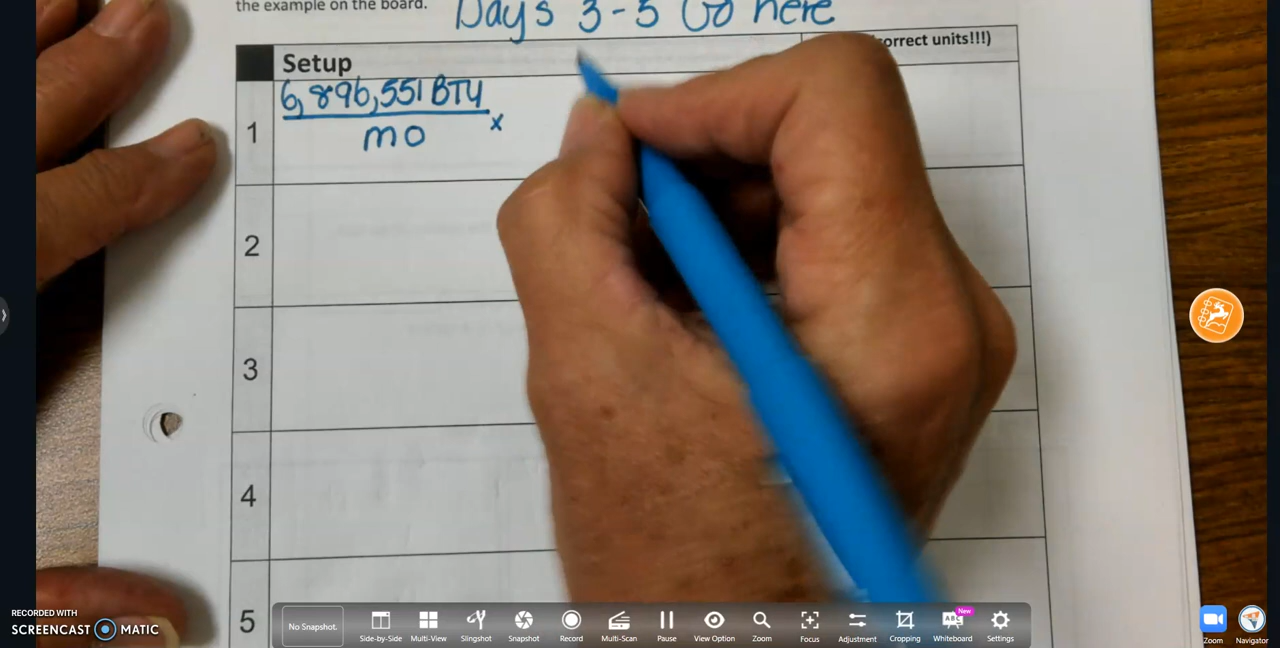 the example on the board.
Days 3-5 Go here
Setup
correct units!!!)
1
6,896,551 BTU
mo
x
2
3
4
5
RECORDED WITH
SCREENCAST MATIC
No Snapshot.
Side-by-Side
Multi-View
Slingshot
Snapshot
Record
Multi-Scan
Pause
View Option
Zoom
Focus
Adjustment
Cropping
New
ABC
Whiteboard
Settings
Zoom
Navigator